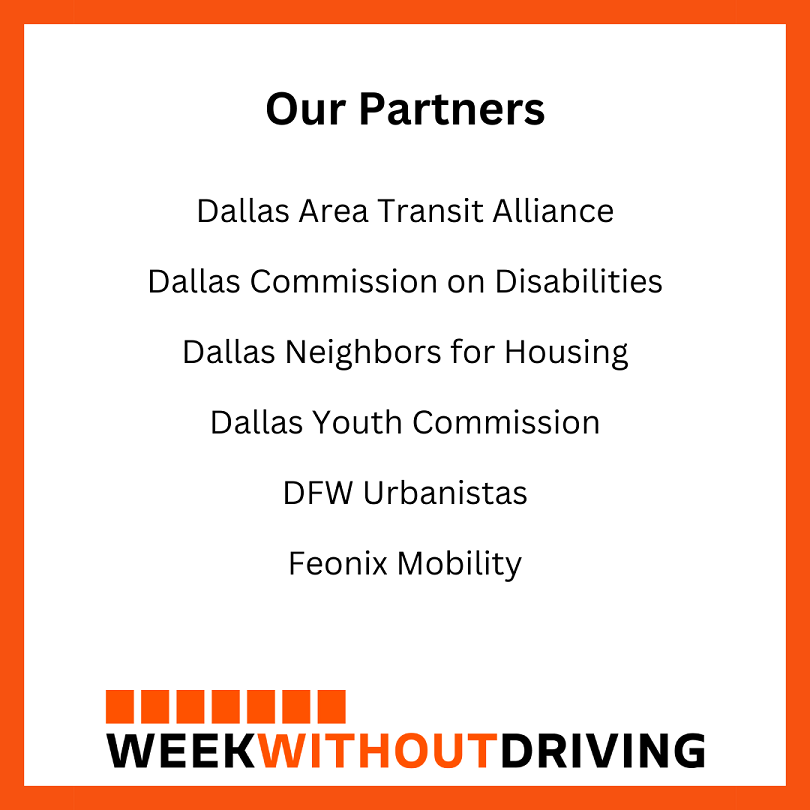 Our Partners
Dallas Area Transit Alliance
Dallas Commission on Disabilities
Dallas Neighbors for Housing
Dallas Youth Commission
DFW Urbanistas
Feonix Mobility
WEEKWITHOUTDRIVING